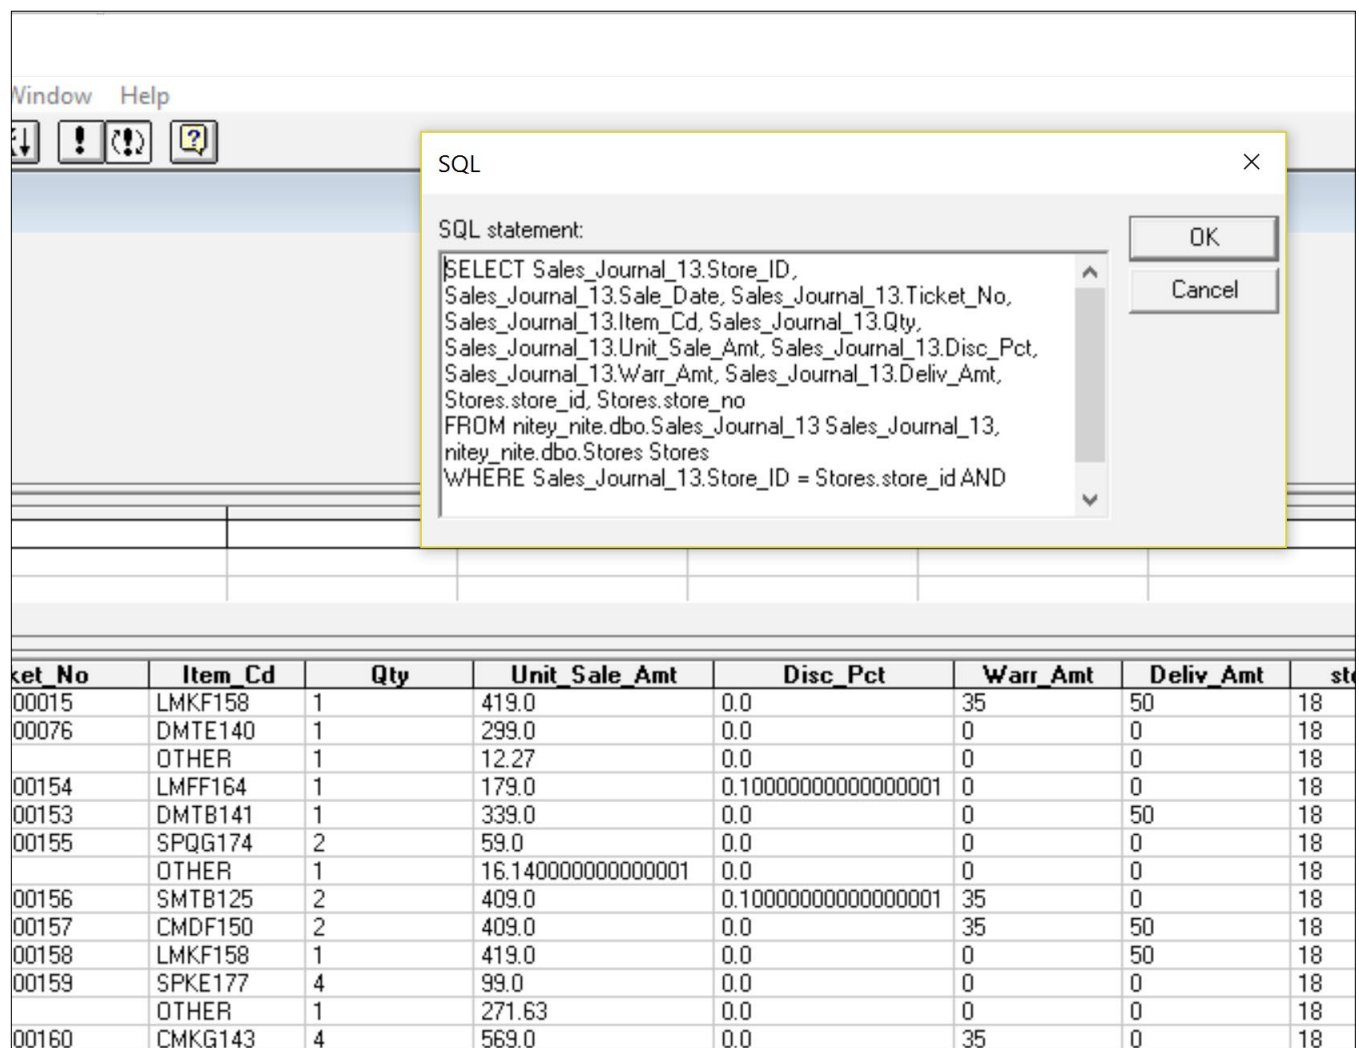 Window Help
SQL
SQL statement:
OK
Cancel
SELECT Sales_Journal_13.Store_ID,
Sales_Journal_13.Sale_Date, Sales_Journal_13.Ticket_No,
Sales_Journal_13.Item_Cd, Sales_Journal_13.Qty,
Sales_Journal_13.Unit_Sale_Amt, Sales_Journal_13.Disc_Pct,
Sales_Journal_13.Warr_Amt, Sales_Journal_13.Deliv_Amt,
Stores.store_id, Stores.store_no
FROM nitey_nite.dbo.Sales_Journal_13 Sales_Journal_13,
nitey_nite.dbo.Stores Stores
WHERE Sales_Journal_13.Store_ID = Stores.store_id AND
ket_No Item_Cd Qty Unit_Sale_Amt Disc_Pct Warr_Amt Deliv_Amt sto
00015 LMKF158 1 419.0 0.0 35 50 18
00076 DMTE140 1 299.0 0.0 0 0 18
OTHER 1 12.27 0.0 0 0 18
00154 LMFF164 1 179.0 0.10000000000000001 0 0 18
00153 DMTB141 1 339.0 0.0 0 50 18
00155 SPQG174 2 59.0 0.0 0 0 18
OTHER 1 16.140000000000001 0.0 0 0 18
00156 SMTB125 2 409.0 0.10000000000000001 35 0 18
00157 CMDF150 2 409.0 0.0 35 50 18
00158 LMKF158 1 419.0 0.0 0 50 18
00159 SPKE177 4 99.0 0.0 0 0 18
OTHER 1 271.63 0.0 0 0 18
00160 CMKG143 4 569.0 0.0 35 0 18